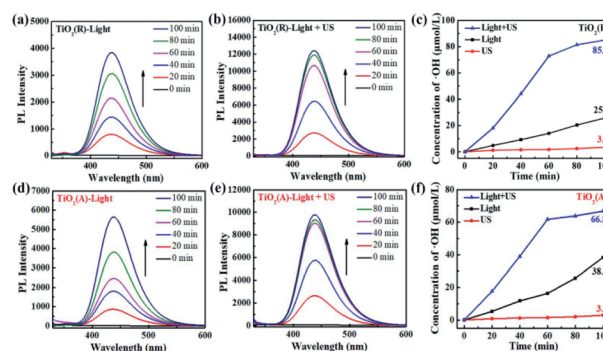 (a)
TiO2(R)-Light
100 min
80 min
60 min
40 min
20 min
0 min
PL Intensity
5000
4000
3000
2000
1000
0
400
500
600
Wavelength (nm)
(b)
TiO2(R)-Light + US
100 min
80 min
60 min
40 min
20 min
0 min
PL Intensity
16000
14000
12000
10000
8000
6000
4000
2000
0
400
500
600
Wavelength (nm)
(c)
Light+US
Light
US
Concentration of ·OH (μmol/L)
100
80
60
40
20
0
0 20 40 60 80
Time (min)
(d)
TiO2(A)-Light
100 min
80 min
60 min
40 min
20 min
0 min
PL Intensity
7000
6000
5000
4000
3000
2000
1000
0
400
500
600
Wavelength (nm)
(e)
TiO2(A)-Light + US
100 min
80 min
60 min
40 min
20 min
0 min
PL Intensity
12000
10000
8000
6000
4000
2000
0
400
500
600
Wavelength (nm)
(f)
Light+US
Light
US
Concentration of ·OH (μmol/L)
100
80
60
40
20
0
0 20 40 60 80
Time (min)